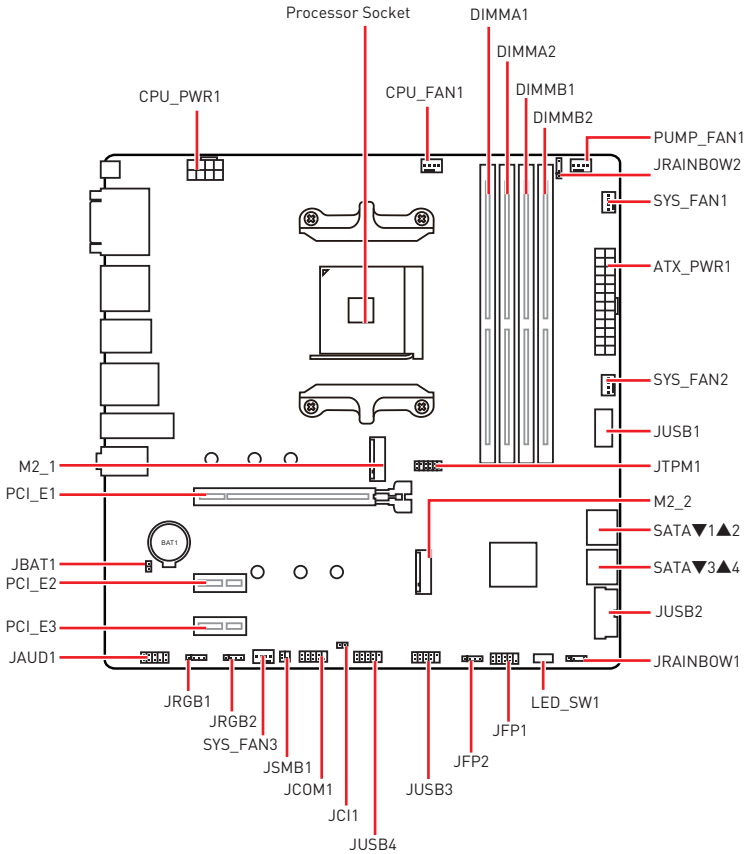 Processor Socket
DIMMA1
DIMMA2
CPU_PWR1
CPU_FAN1
DIMMB1
DIMMB2
PUMP_FAN1
JRAINBOW2
SYS_FAN1
ATX_PWR1
SYS_FAN2
JUSB1
M2_1
JTPM1
PCI_E1
M2_2
SATA▼1▲2
BAT1
JBAT1
SATA▼3▲4
PCI_E2
JUSB2
PCI_E3
JAUD1
JRAINBOW1
JRGB1
LED_SW1
JRGB2
JFP1
SYS_FAN3
JFP2
JSMB1
JCOM1
JUSB3
JCI1
JUSB4